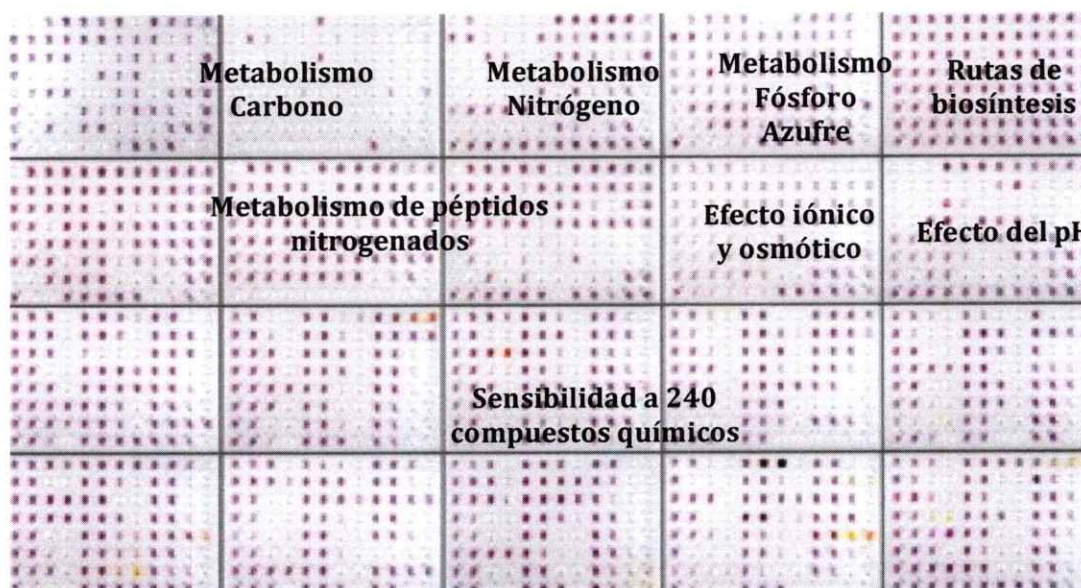 Metabolismo
Carbono
Metabolismo
Nitrógeno
Metabolismo
Fósforo
Azufre
Rutas de
biosíntesis
Metabolismo de péptidos
nitrogenados
Efecto iónico
y osmótico
Efecto del pH
Sensibilidad a 240
compuestos químicos